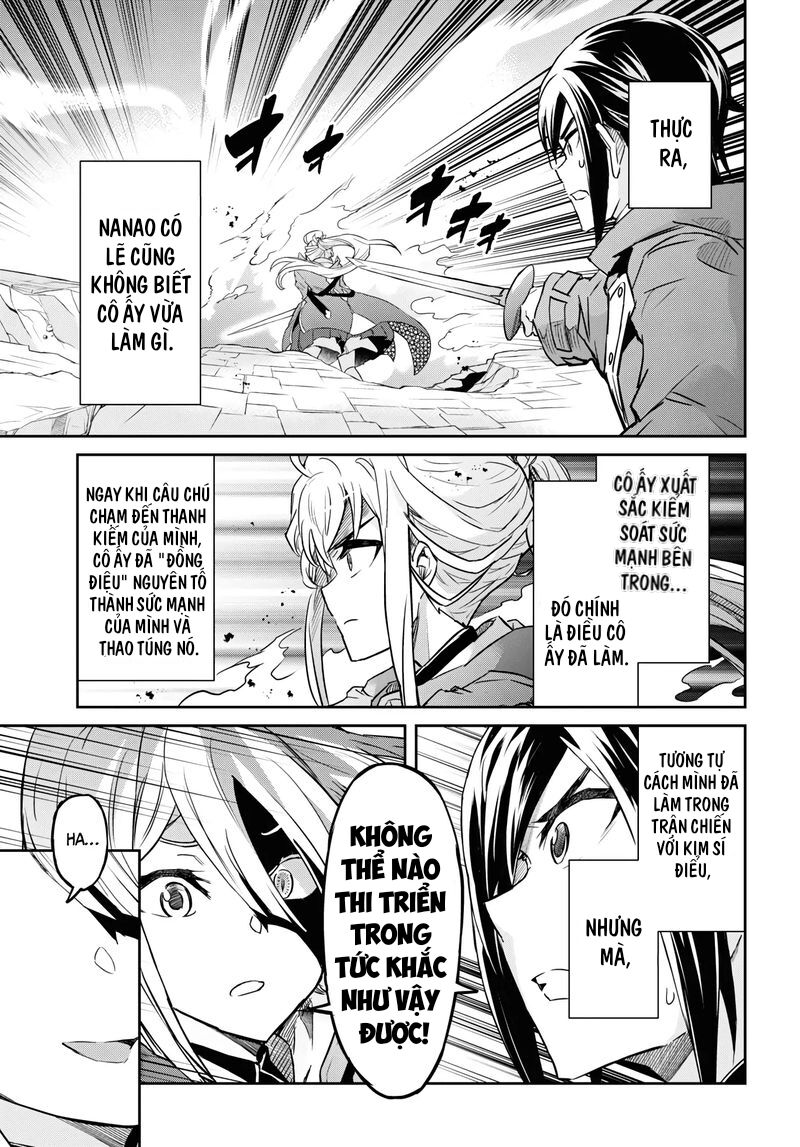 THỰC
RA,
NANAO CÓ
LẼ CŨNG
KHÔNG BIẾT
CÔ ẤY VỪA
LÀM GÌ.
CÔ ẤY XUẤT
SẮC KIỂM
SOÁT SỨC
MẠNH BÊN
TRONG...
ĐÓ CHÍNH
LÀ ĐIỀU CÔ
ẤY ĐÃ LÀM.
NGAY KHI CÂU CHÚ
CHẠM ĐẾN THANH
KIẾM CỦA MÌNH,
CÔ ẤY ĐÃ "ĐỒNG
ĐIỆU" NGUYÊN TỐ
THÀNH SỨC MẠNH
CỦA MÌNH VÀ
THAO TÚNG NÓ.
TƯƠNG TỰ
CÁCH MÌNH ĐÃ
LÀM TRONG
TRẬN CHIẾN
VỚI KIM SÍ
ĐIỂU,
NHƯNG
MÀ,
KHÔNG
THỂ NÀO
THI TRIỂN
TRONG
TỨC KHẮC
NHƯ VẬY
ĐƯỢC!
HA...